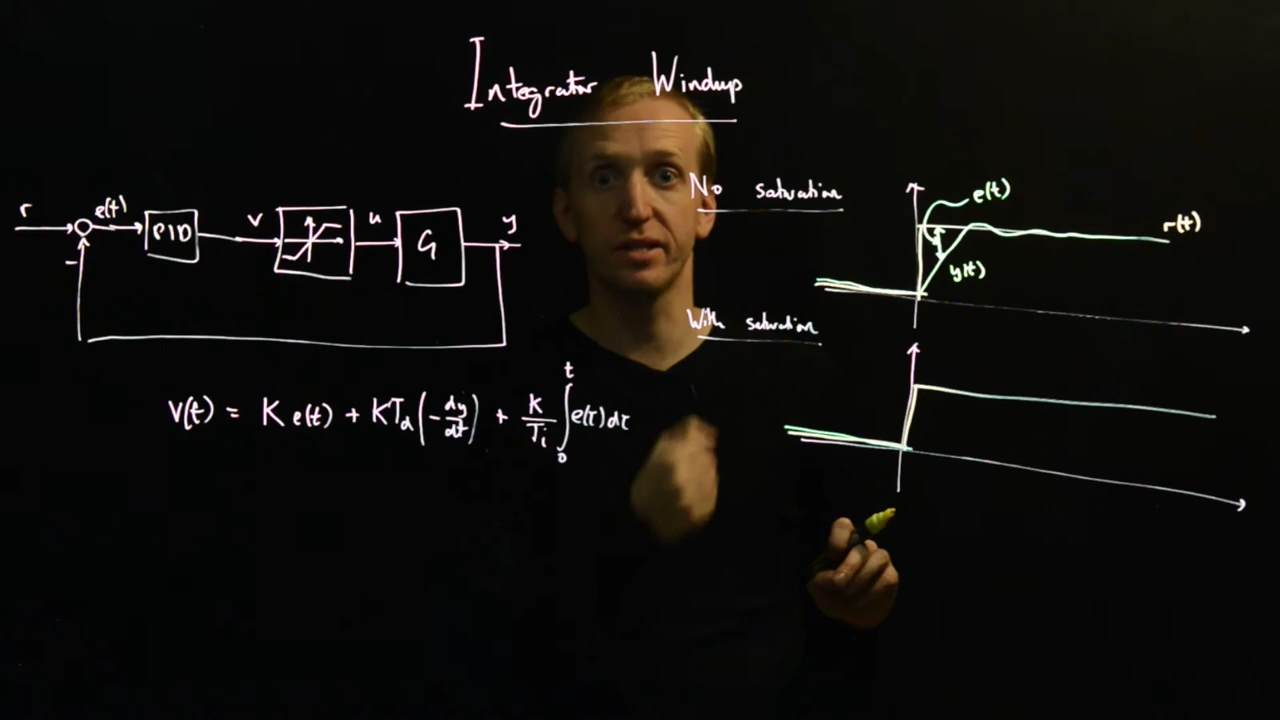 Integrator Windup
r e(t) PID v u G y
-
No saturation
e(t)
r(t)
y(t)
With saturation
v(t) = K e(t) + KT_d (-dy/dt) + K/T_i ∫_0^t e(τ)dτ